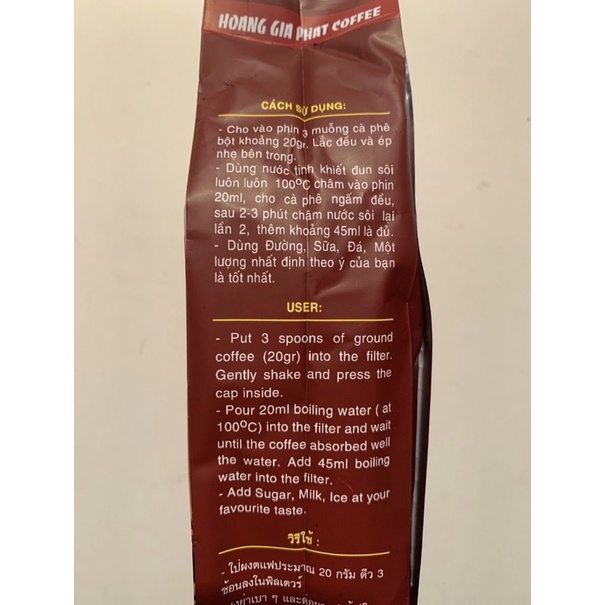 HOANG GIA PHAT COFFEE
CÁCH SỬ DỤNG:
- Cho vào phin 3 muỗng cà phê
bột khoảng 20gr. Lắc đều và ép
nhẹ bên trong.
- Dùng nước tinh khiết đun sôi
luôn luôn 100ºC châm vào phin
20ml, cho cà phê ngấm đều,
sau 2-3 phút châm nước sôi lại
lần 2, thêm khoảng 45ml là đủ.
- Dùng Đường, Sữa, Đá, Một
lượng nhất định theo ý của bạn
là tốt nhất.
USER:
- Put 3 spoons of ground
coffee (20gr) into the filter.
Gently shake and press the
cap inside.
- Pour 20ml boiling water ( at
100ºC) into the filter and wait
until the coffee absorbed well
the water. Add 45ml boiling
water into the filter.
- Add Sugar, Milk, Ice at your
favourite taste.
วิธีใช้ :
- ใบ่ผงตแฟประมาณ 20 กรัม ตีว 3
ช้อนลงในฟิลเตวร์